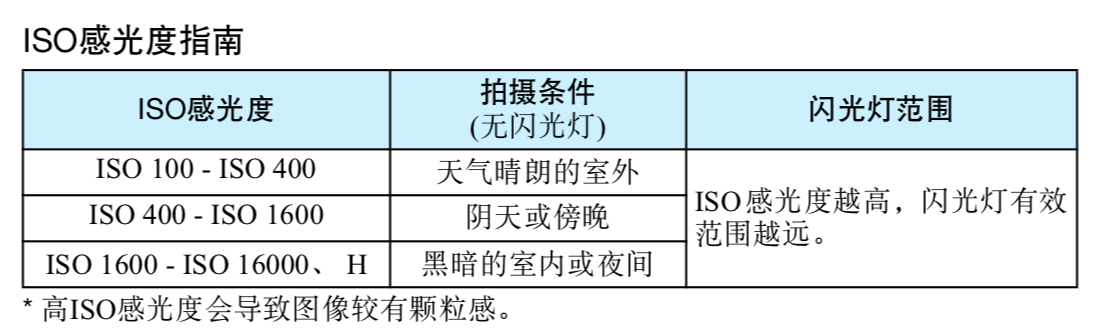 ISO感光度指南
ISO感光度
拍摄条件
(无闪光灯)
闪光灯范围
ISO 100 - ISO 400
天气晴朗的室外
ISO感光度越高，闪光灯有效
范围越远。
ISO 400 - ISO 1600
阴天或傍晚
ISO 1600 - ISO 16000、 H
黑暗的室内或夜间
* 高ISO感光度会导致图像较有颗粒感。